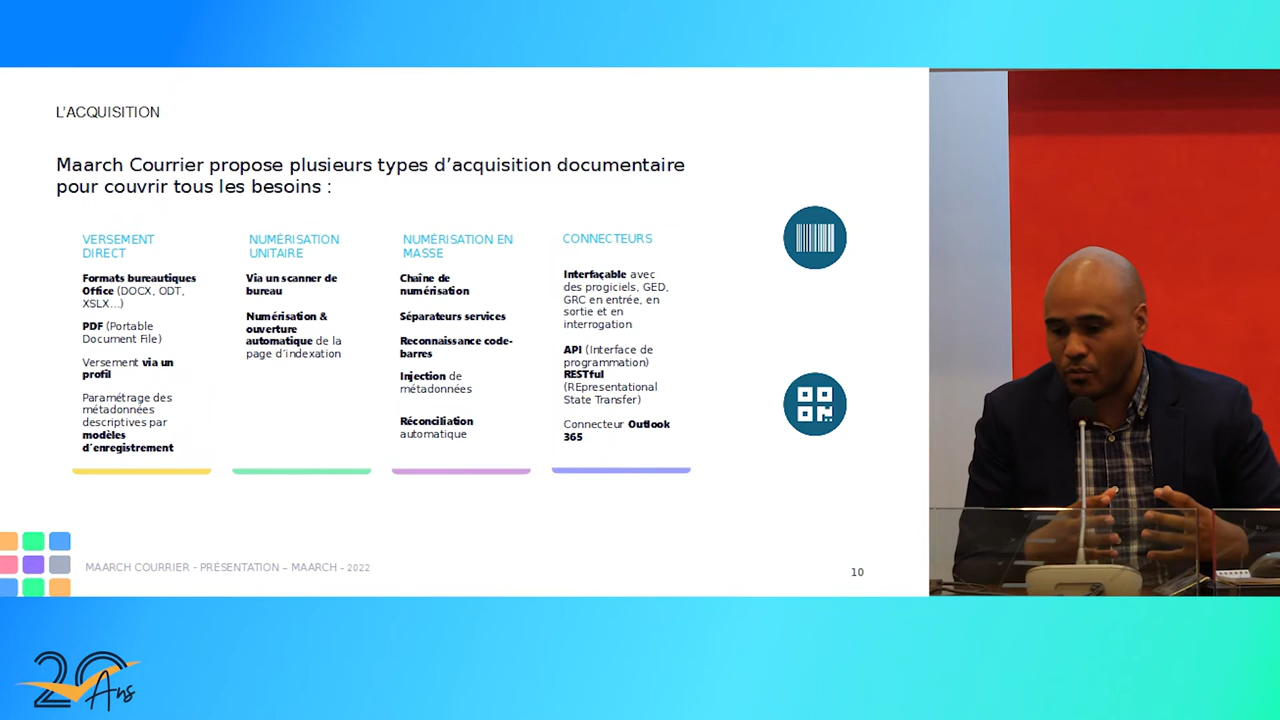 L'ACQUISITION
Maarch Courrier propose plusieurs types d'acquisition documentaire
pour couvrir tous les besoins :
VERSEMENT
DIRECT
Formats bureautiques
Office (DOCX, ODT,
XSLX...)
PDF (Portable
Document File)
Versement via un
profil
Paramétrage des
métadonnées
descriptives par
modèles
d'enregistrement
NUMÉRISATION
UNITAIRE
Via un scanner de
bureau
Numérisation &
ouverture
automatique de la
page d'indexation
NUMÉRISATION EN
MASSE
Chaîne de
numérisation
Séparateurs services
Reconnaissance code-
barres
Injection de
métadonnées
Réconciliation
automatique
CONNECTEURS
Interfaçable avec
des progiciels, GED,
GRC en entrée, en
sortie et en
interrogation
API (Interface de
programmation)
RESTful
(REpresentational
State Transfer)
Connecteur Outlook
365
MAARCH COURRIER - PRÉSENTATION – MAARCH - 2022
10
20
Ans